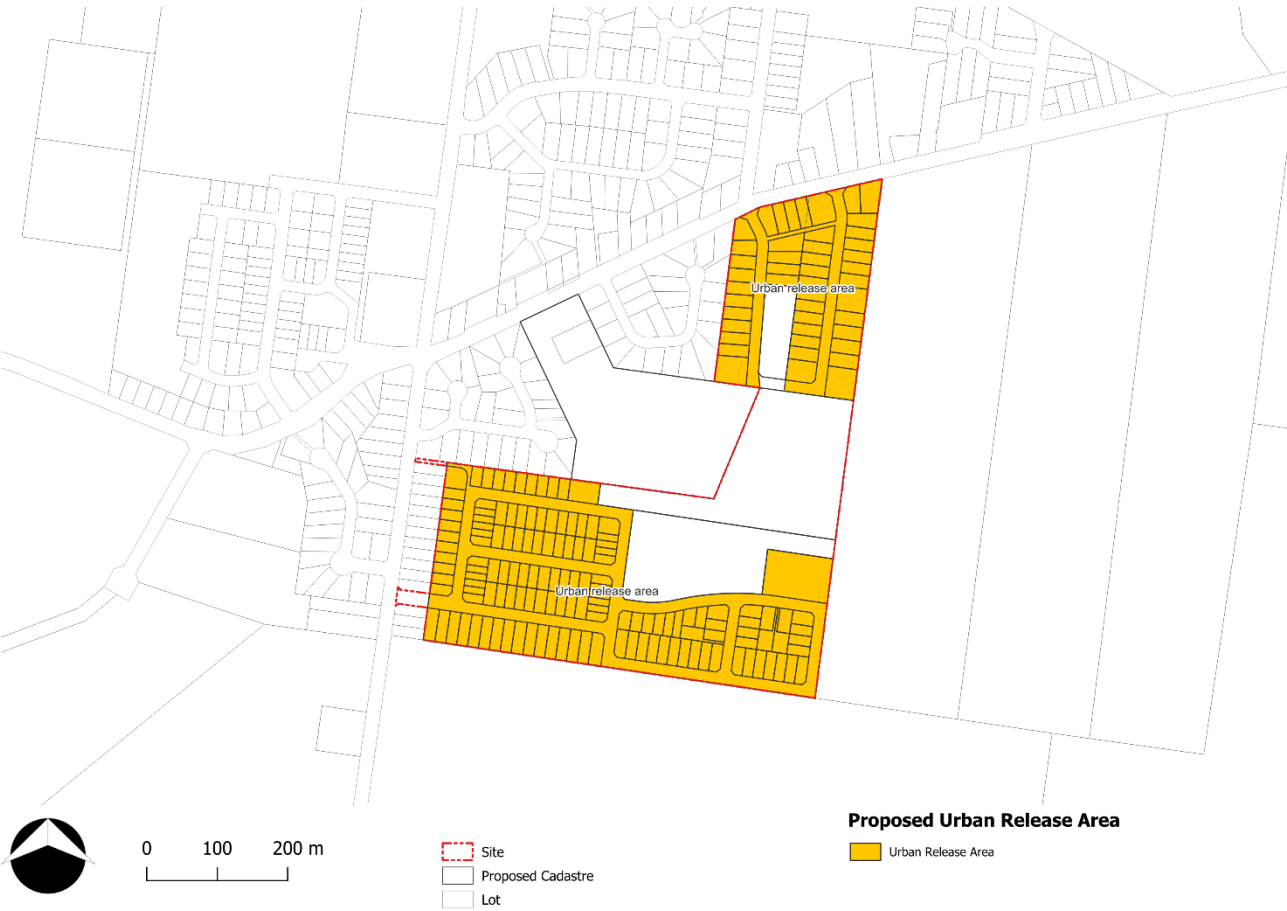 Urban release area
Urban release area
0 100 200 m
Site
Proposed Cadastre
Lot
Proposed Urban Release Area
Urban Release Area